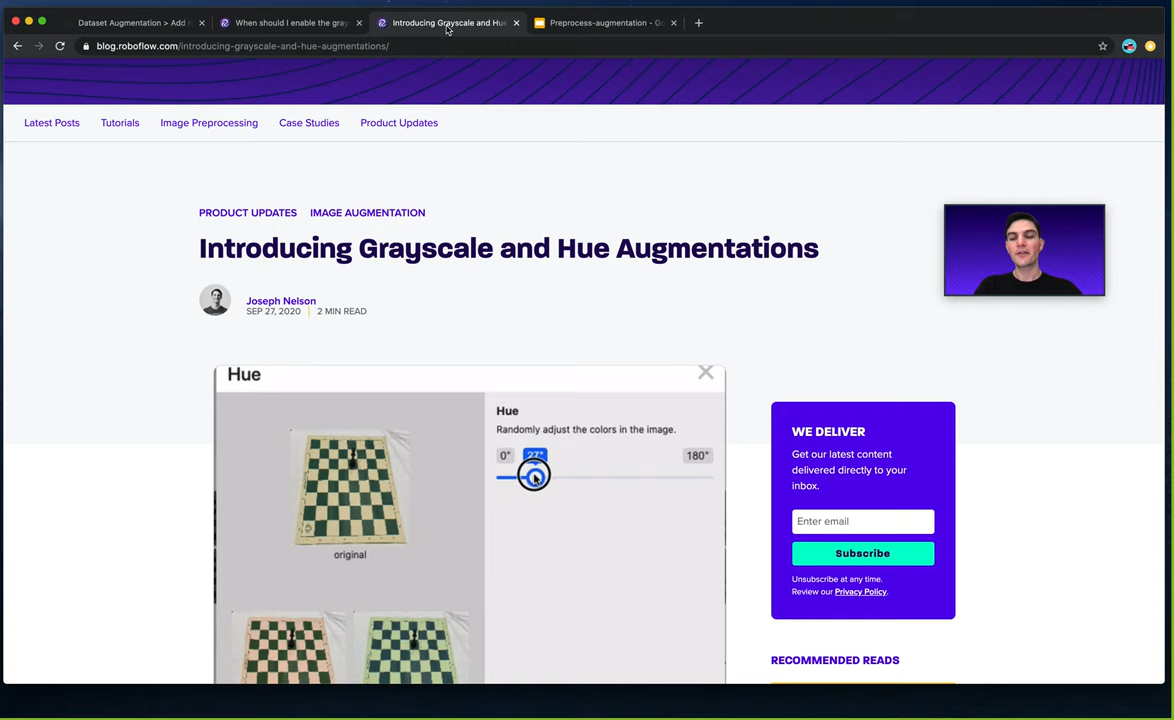 Dataset Augmentation > Add
When should I enable the gray
Introducing Grayscale and Hue
Preprocess-augmentation - Go
blog.roboflow.com/introducing-grayscale-and-hue-augmentations/
Latest Posts Tutorials Image Preprocessing Case Studies Product Updates
PRODUCT UPDATES IMAGE AUGMENTATION
Introducing Grayscale and Hue Augmentations
Joseph Nelson
SEP 27, 2020 2 MIN READ
Hue
Hue
Randomly adjust the colors in the image.
0° 27° 180°
original
WE DELIVER
Get our latest content
delivered directly to your
inbox.
Enter email
Subscribe
Unsubscribe at any time.
Review our Privacy Policy.
RECOMMENDED READS